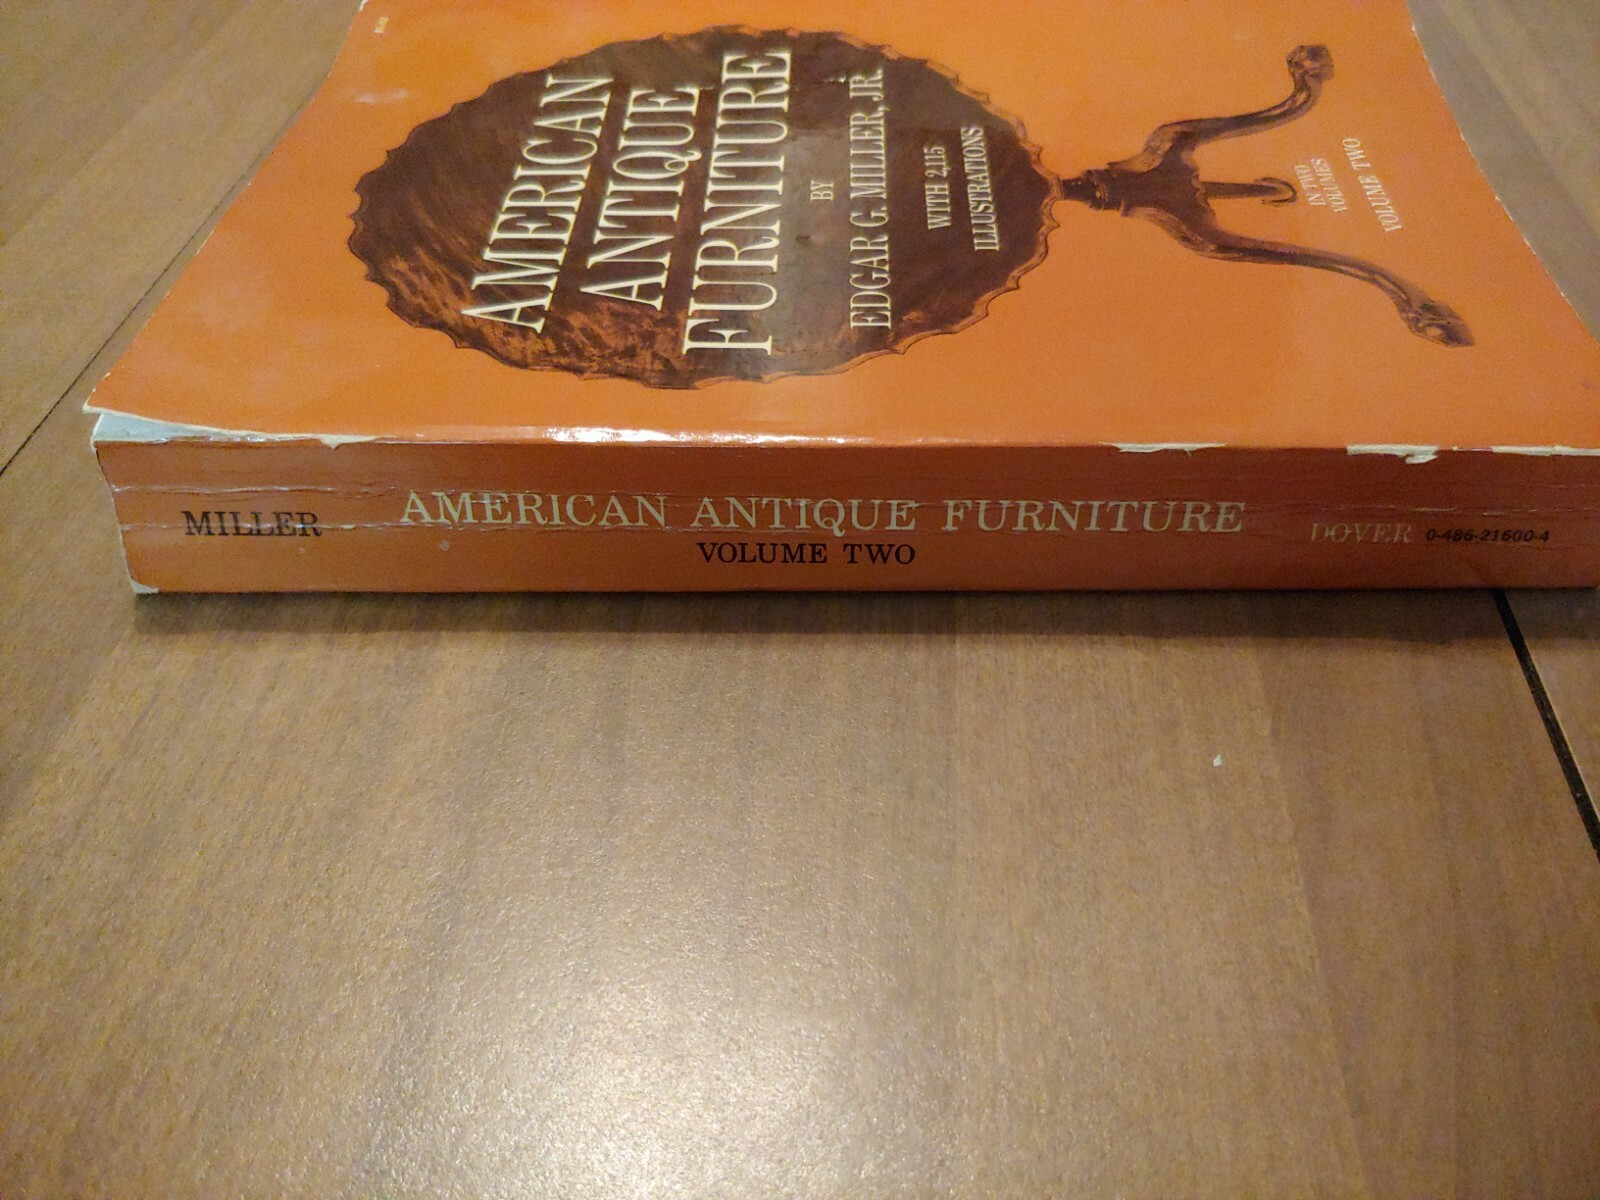 AMERICAN
ANTIQUE
FURNITURE
BY
EDGAR G. MILLER, JR.
WITH 2,115
ILLUSTRATIONS
IN TWO
VOLUMES
VOLUME TWO
MILLER
AMERICAN ANTIQUE FURNITURE
VOLUME TWO
DOVER
0-486-21600-4